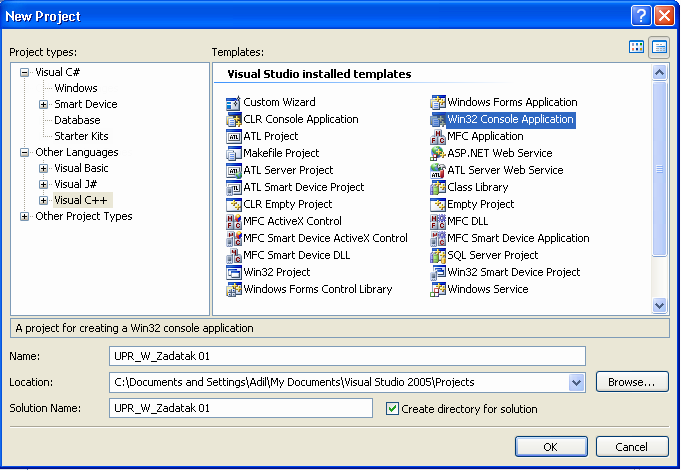 New Project
Project types:
Templates:
Visual C#
Windows
Smart Device
Database
Starter Kits
Other Languages
Visual Basic
Visual J#
Visual C++
Other Project Types
Visual Studio installed templates
Custom Wizard
Windows Forms Application
CLR Console Application
Win32 Console Application
ATL Project
MFC Application
Makefile Project
ASP.NET Web Service
ATL Server Project
ATL Server Web Service
ATL Smart Device Project
Class Library
CLR Empty Project
Empty Project
MFC ActiveX Control
MFC DLL
MFC Smart Device ActiveX Control
MFC Smart Device Application
MFC Smart Device DLL
SQL Server Project
Win32 Project
Win32 Smart Device Project
Windows Forms Control Library
Windows Service
A project for creating a Win32 console application
Name:
UPR_W_Zadatak 01
Location:
C:\Documents and Settings\Adil\My Documents\Visual Studio 2005\Projects
Browse...
Solution Name:
UPR_W_Zadatak 01
Create directory for solution
OK
Cancel